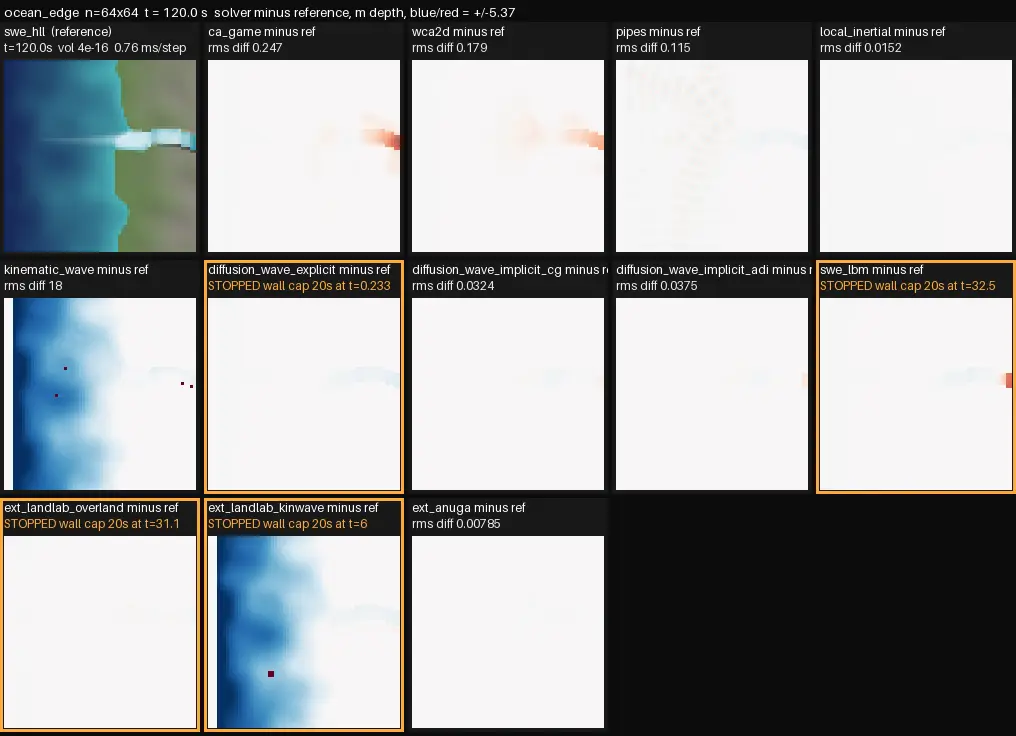 ocean_edge n=64x64 t = 120.0 s solver minus reference, m depth, blue/red = +/-5.37
swe_hll (reference)
t=120.0s vol 4e-16 0.76 ms/step
ca_game minus ref
rms diff 0.247
wca2d minus ref
rms diff 0.179
pipes minus ref
rms diff 0.115
local_inertial minus ref
rms diff 0.0152
kinematic_wave minus ref
rms diff 18
diffusion_wave_explicit minus ref
STOPPED wall cap 20s at t=0.233
diffusion_wave_implicit_cg minus r
rms diff 0.0324
diffusion_wave_implicit_adi minus r
rms diff 0.0375
swe_lbm minus ref
STOPPED wall cap 20s at t=32.5
ext_landlab_overland minus ref
STOPPED wall cap 20s at t=31.1
ext_landlab_kinwave minus ref
STOPPED wall cap 20s at t=6
ext_anuga minus ref
rms diff 0.00785